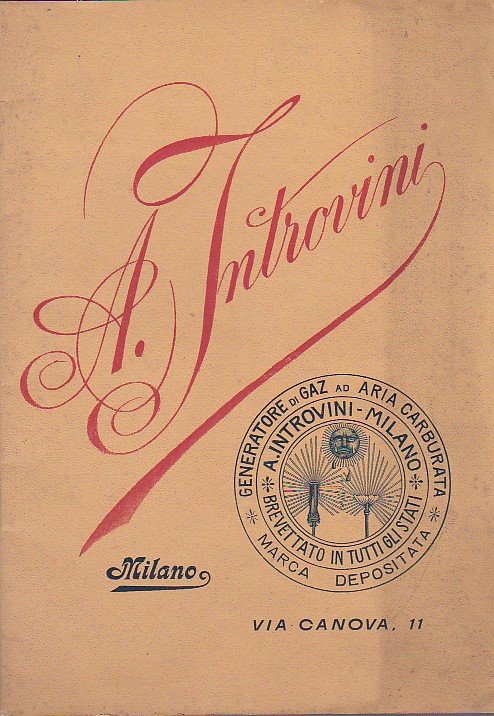 A. Introvini
GENERATORE DI GAZ AD ARIA CARBURATA
A. INTROVINI - MILANO
BREVETTATO IN TUTTI GLI STATI
MARCA DEPOSITATA
Milano
VIA CANOVA, 11